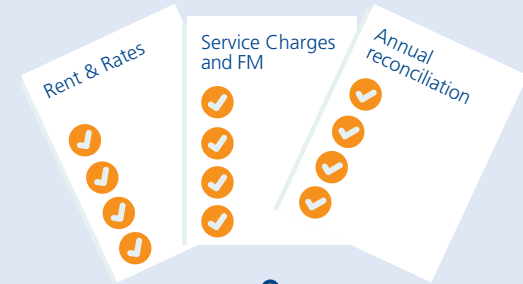 Rent & Rates
Service Charges
and FM
Annual
reconciliation